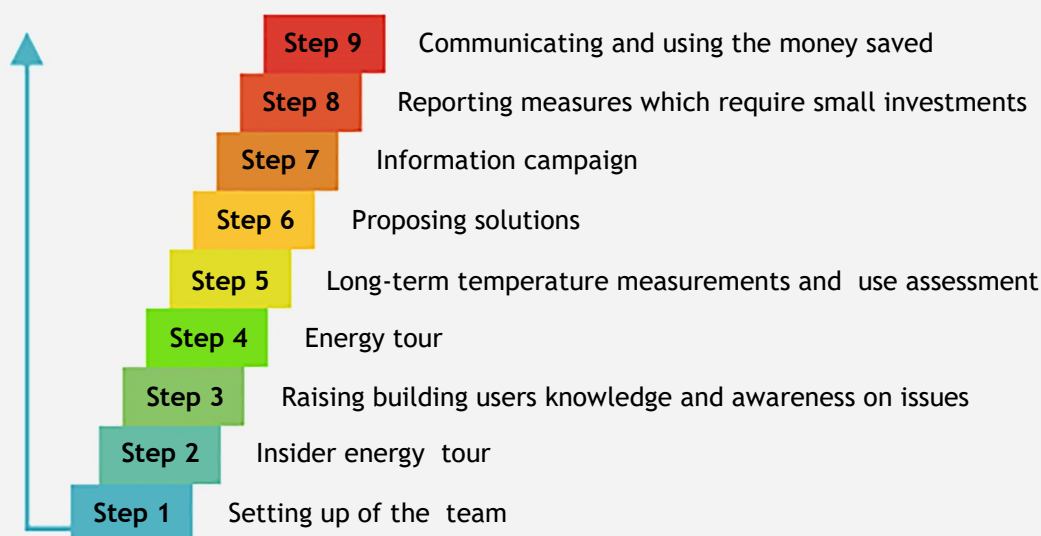 Step 9 Communicating and using the money saved
Step 8 Reporting measures which require small investments
Step 7 Information campaign
Step 6 Proposing solutions
Step 5 Long-term temperature measurements and use assessment
Step 4 Energy tour
Step 3 Raising building users knowledge and awareness on issues
Step 2 Insider energy tour
Step 1 Setting up of the team